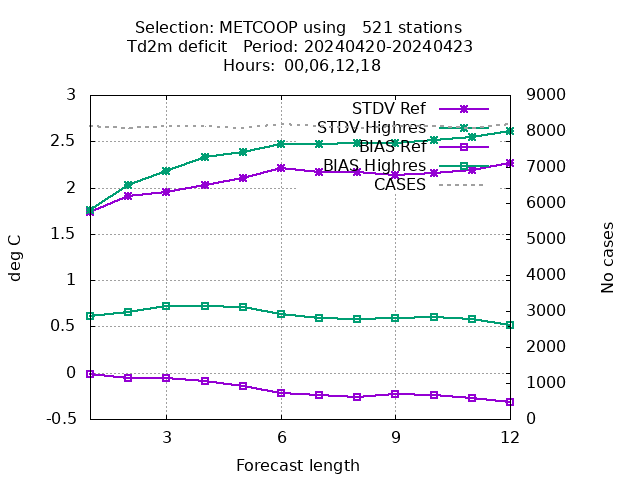 Selection: METCOOP using   521 stations
Td2m deficit   Period: 20240420-20240423
Hours:  00,06,12,18
3
2.5
2
1.5
1
0.5
0
-0.5
deg C
STDV Ref
STDV Highres
BIAS Ref
BIAS Highres
CASES
9000
8000
7000
6000
5000
4000
3000
2000
1000
0
No cases
3
6
9
12
Forecast length